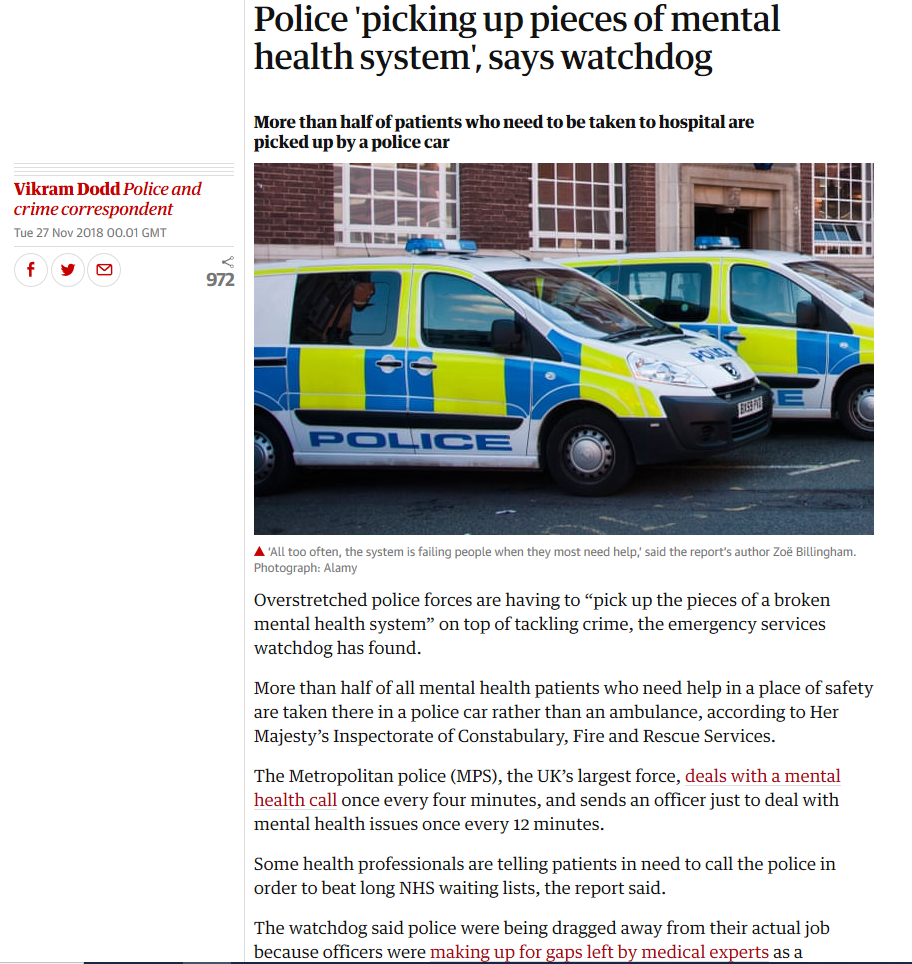 Police 'picking up pieces of mental
health system', says watchdog
More than half of patients who need to be taken to hospital are
picked up by a police car
Vikram Dodd Police and
crime correspondent
Tue 27 Nov 2018 00.01 GMT
972
POLICE
POLICE
BX59 PVD
E
'All too often, the system is failing people when they most need help,' said the report's author Zoë Billingham.
Photograph: Alamy
Overstretched police forces are having to “pick up the pieces of a broken
mental health system” on top of tackling crime, the emergency services
watchdog has found.
More than half of all mental health patients who need help in a place of safety
are taken there in a police car rather than an ambulance, according to Her
Majesty’s Inspectorate of Constabulary, Fire and Rescue Services.
The Metropolitan police (MPS), the UK’s largest force, deals with a mental
health call once every four minutes, and sends an officer just to deal with
mental health issues once every 12 minutes.
Some health professionals are telling patients in need to call the police in
order to beat long NHS waiting lists, the report said.
The watchdog said police were being dragged away from their actual job
because officers were making up for gaps left by medical experts as a